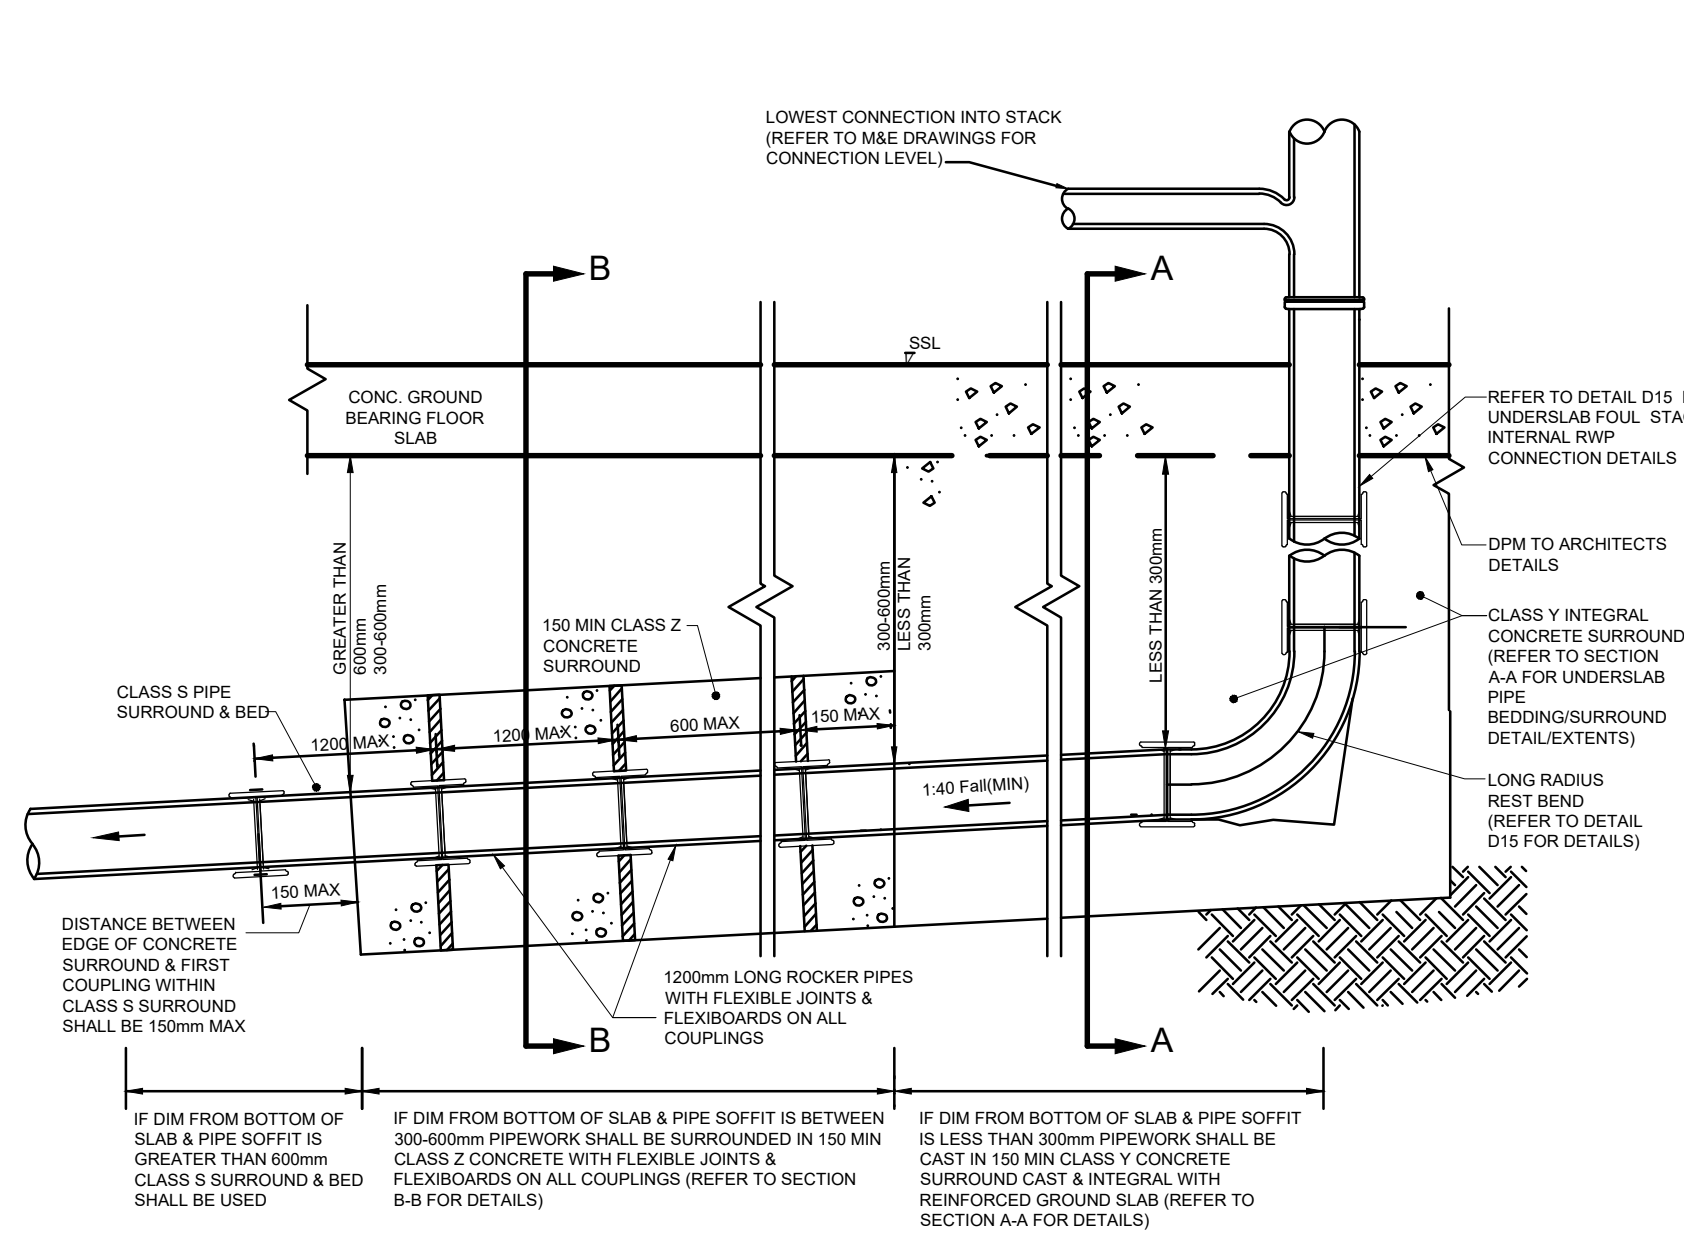 LOWEST CONNECTION INTO STACK
(REFER TO M&E DRAWINGS FOR
CONNECTION LEVEL)
B
A
SSL
CONC. GROUND
BEARING FLOOR
SLAB
REFER TO DETAIL D15
UNDERSLAB FOUL
INTERNAL RWP
CONNECTION DETAILS
DPM TO ARCHITECTS
DETAILS
GREATER THAN
600mm
300-600mm
300-600mm
LESS THAN
300mm
LESS THAN 300mm
150 MIN CLASS Z
CONCRETE
SURROUND
CLASS Y INTEGRAL
CONCRETE SURROUND
(REFER TO SECTION
A-A FOR UNDERSLAB
PIPE
BEDDING/SURROUND
DETAIL/EXTENTS)
CLASS S PIPE
SURROUND & BED
1200 MAX
1200 MAX
600 MAX
150 MAX
1:40 Fall(MIN)
LONG RADIUS
REST BEND
(REFER TO DETAIL
D15 FOR DETAILS)
150 MAX
DISTANCE BETWEEN
EDGE OF CONCRETE
SURROUND & FIRST
COUPLING WITHIN
CLASS S SURROUND
SHALL BE 150mm MAX
1200mm LONG ROCKER PIPES
WITH FLEXIBLE JOINTS &
FLEXIBOARDS ON ALL
COUPLINGS
B
A
IF DIM FROM BOTTOM OF
SLAB & PIPE SOFFIT IS
GREATER THAN 600mm
CLASS S SURROUND & BED
SHALL BE USED
IF DIM FROM BOTTOM OF SLAB & PIPE SOFFIT IS BETWEEN
300-600mm PIPEWORK SHALL BE SURROUNDED IN 150 MIN
CLASS Z CONCRETE WITH FLEXIBLE JOINTS &
FLEXIBOARDS ON ALL COUPLINGS (REFER TO SECTION
B-B FOR DETAILS)
IF DIM FROM BOTTOM OF SLAB & PIPE SOFFIT
IS LESS THAN 300mm PIPEWORK SHALL BE
CAST IN 150 MIN CLASS Y CONCRETE
SURROUND CAST & INTEGRAL WITH
REINFORCED GROUND SLAB (REFER TO
SECTION A-A FOR DETAILS)